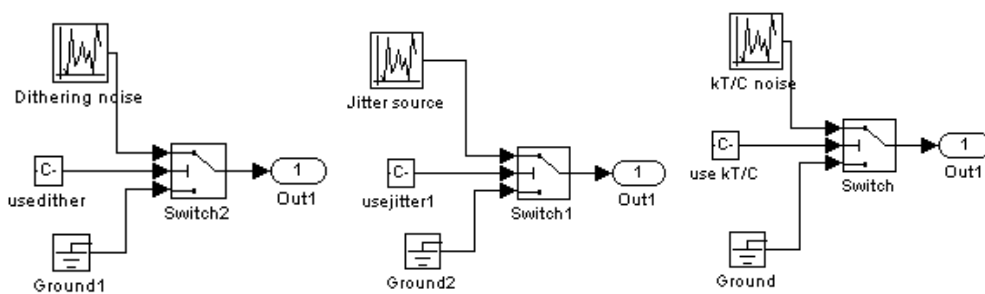 Dithering noise
C-
usedither
1
Out1
Switch2
Ground1
Jitter source
C-
usejitter1
1
Out1
Switch1
Ground2
kT/C noise
C-
use kT/C
1
Out1
Switch
Ground